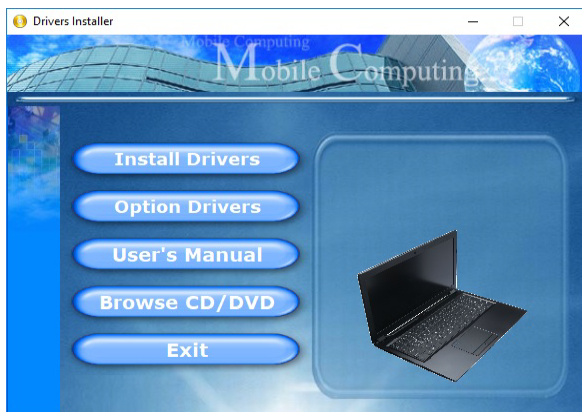 Drivers Installer
Mobile Computing
Mobile Computing
Install Drivers
Option Drivers
User's Manual
Browse CD/DVD
Exit